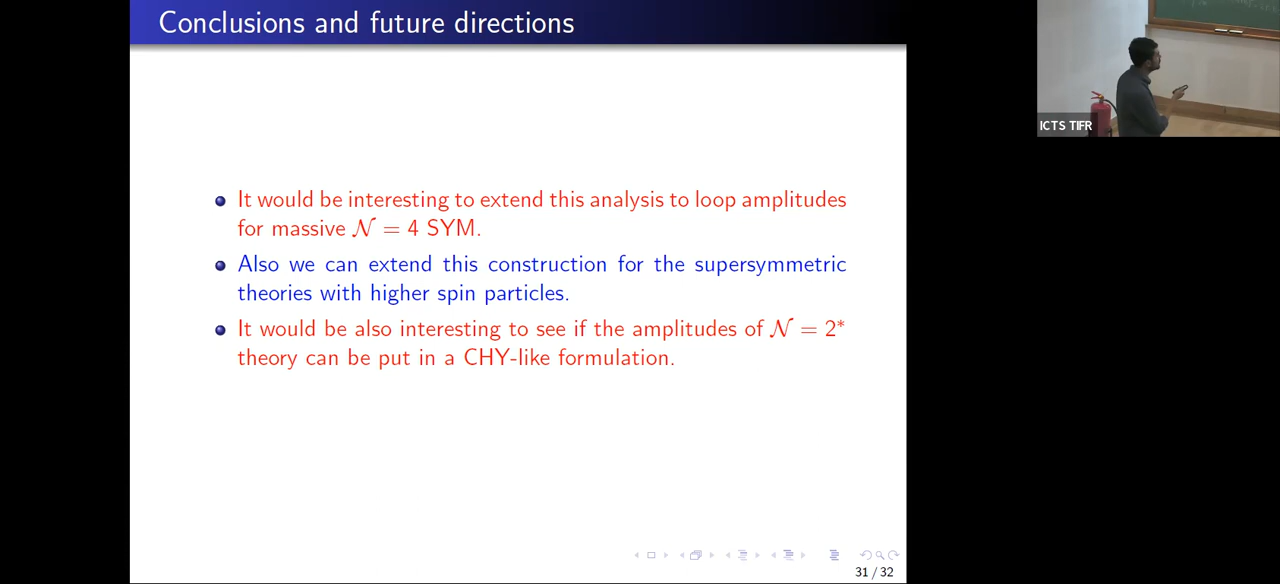 Conclusions and future directions
ICTS TIFR
It would be interesting to extend this analysis to loop amplitudes
for massive 𝒩 = 4 SYM.
Also we can extend this construction for the supersymmetric
theories with higher spin particles.
It would be also interesting to see if the amplitudes of 𝒩 = 2*
theory can be put in a CHY-like formulation.
31 / 32